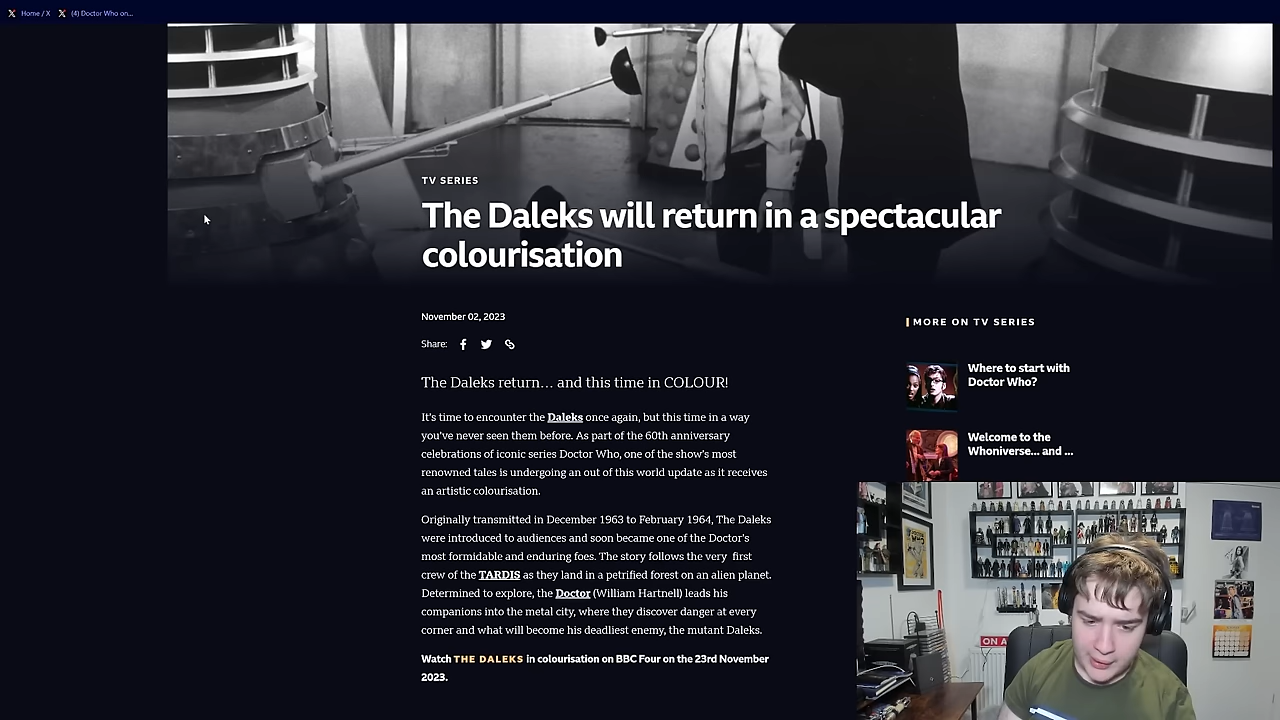 Home / X
(4) Doctor Who on...
TV SERIES
The Daleks will return in a spectacular
colourisation
November 02, 2023
Share:
The Daleks return... and this time in COLOUR!
It's time to encounter the Daleks once again, but this time in a way
you've never seen them before. As part of the 60th anniversary
celebrations of iconic series Doctor Who, one of the show's most
renowned tales is undergoing an out of this world update as it receives
an artistic colourisation.
Originally transmitted in December 1963 to February 1964, The Daleks
were introduced to audiences and soon became one of the Doctor's
most formidable and enduring foes. The story follows the very first
crew of the TARDIS as they land in a petrified forest on an alien planet.
Determined to explore, the Doctor (William Hartnell) leads his
companions into the metal city, where they discover danger at every
corner and what will become his deadliest enemy, the mutant Daleks.
Watch THE DALEKS in colourisation on BBC Four on the 23rd November
2023.
MORE ON TV SERIES
Where to start with
Doctor Who?
Welcome to the
Whoniverse... and ...
ON A